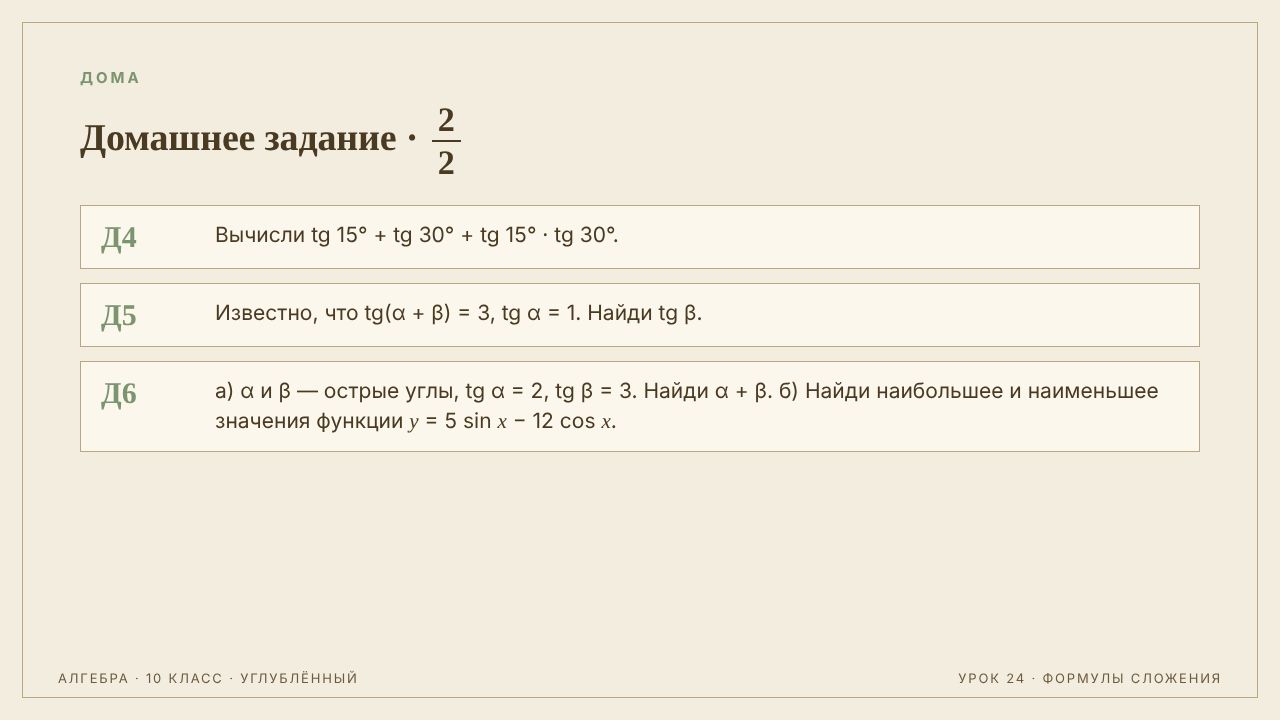 ДОМА
Домашнее задание · 2/2
Д4 Вычисли tg 15° + tg 30° + tg 15° · tg 30°.
Д5 Известно, что tg(α + β) = 3, tg α = 1. Найди tg β.
Д6 а) α и β — острые углы, tg α = 2, tg β = 3. Найди α + β. б) Найди наибольшее и наименьшее
значения функции y = 5 sin x − 12 cos x.
АЛГЕБРА · 10 КЛАСС · УГЛУБЛЁННЫЙ
УРОК 24 · ФОРМУЛЫ СЛОЖЕНИЯ